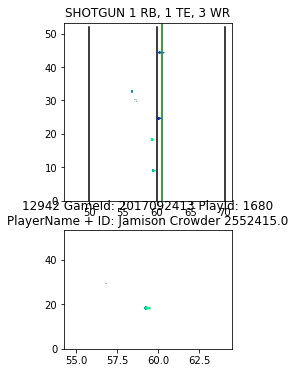 SHOTGUN 1 RB, 1 TE, 3 WR
50
40
30
20
10
0
50 55 60 65 70
12942 GameId: 2017092413 PlayId: 1680
PlayerName + ID: Jamison Crowder 2552415.0
40
20
0
55.0 57.5 60.0 62.5